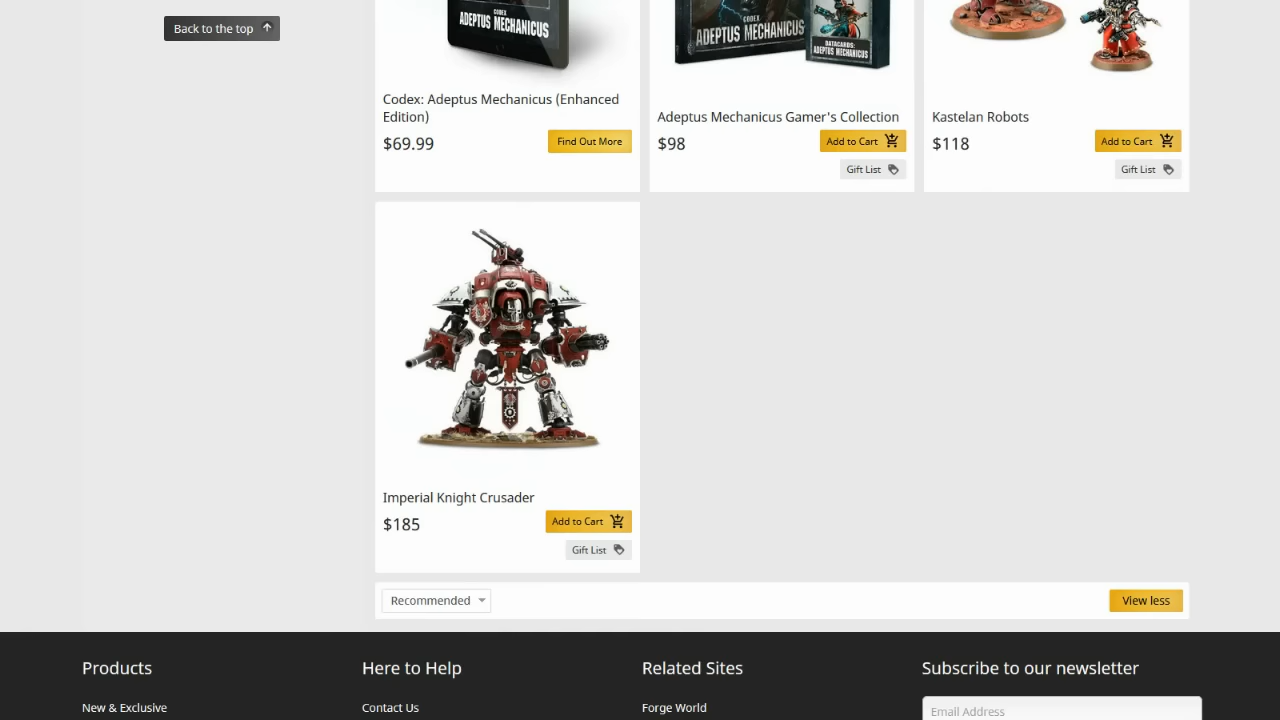 Back to the top
CODEX
ADEPTUS MECHANICUS
CODEX
ADEPTUS MECHANICUS
DATACARDS:
ADEPTUS MECHANICUS
Codex: Adeptus Mechanicus (Enhanced
Edition)
$69.99
Find Out More
Adeptus Mechanicus Gamer's Collection
$98
Add to Cart
Gift List
Kastelan Robots
$118
Add to Cart
Gift List
Imperial Knight Crusader
$185
Add to Cart
Gift List
Recommended
View less
Products
Here to Help
Related Sites
Subscribe to our newsletter
New & Exclusive
Contact Us
Forge World
Email Address